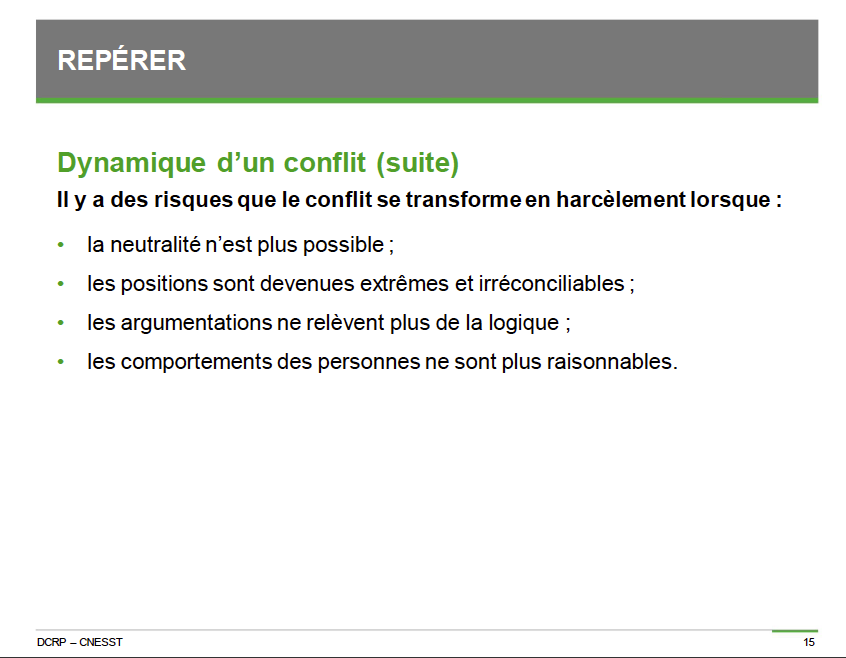 REPÉRER
Dynamique d’un conflit (suite)
Il y a des risques que le conflit se transforme en harcèlement lorsque :
• la neutralité n’est plus possible ;
• les positions sont devenues extrêmes et irréconciliables ;
• les argumentations ne relèvent plus de la logique ;
• les comportements des personnes ne sont plus raisonnables.
DCRP – CNESST
15